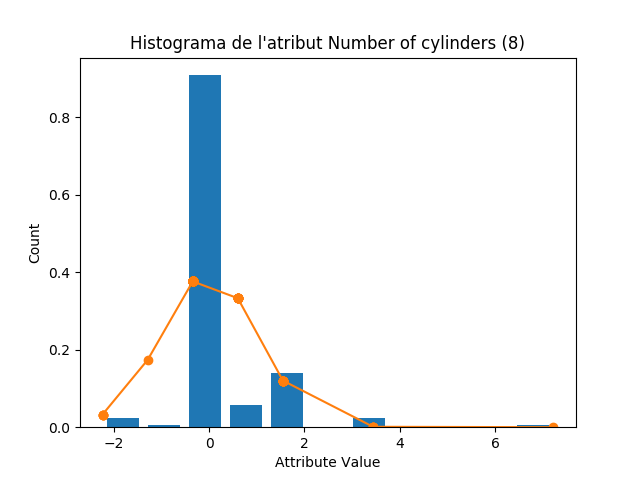 Histograma de l'atribut Number of cylinders (8)
Count
0.8
0.6
0.4
0.2
0.0
−2 0 2 4 6
Attribute Value